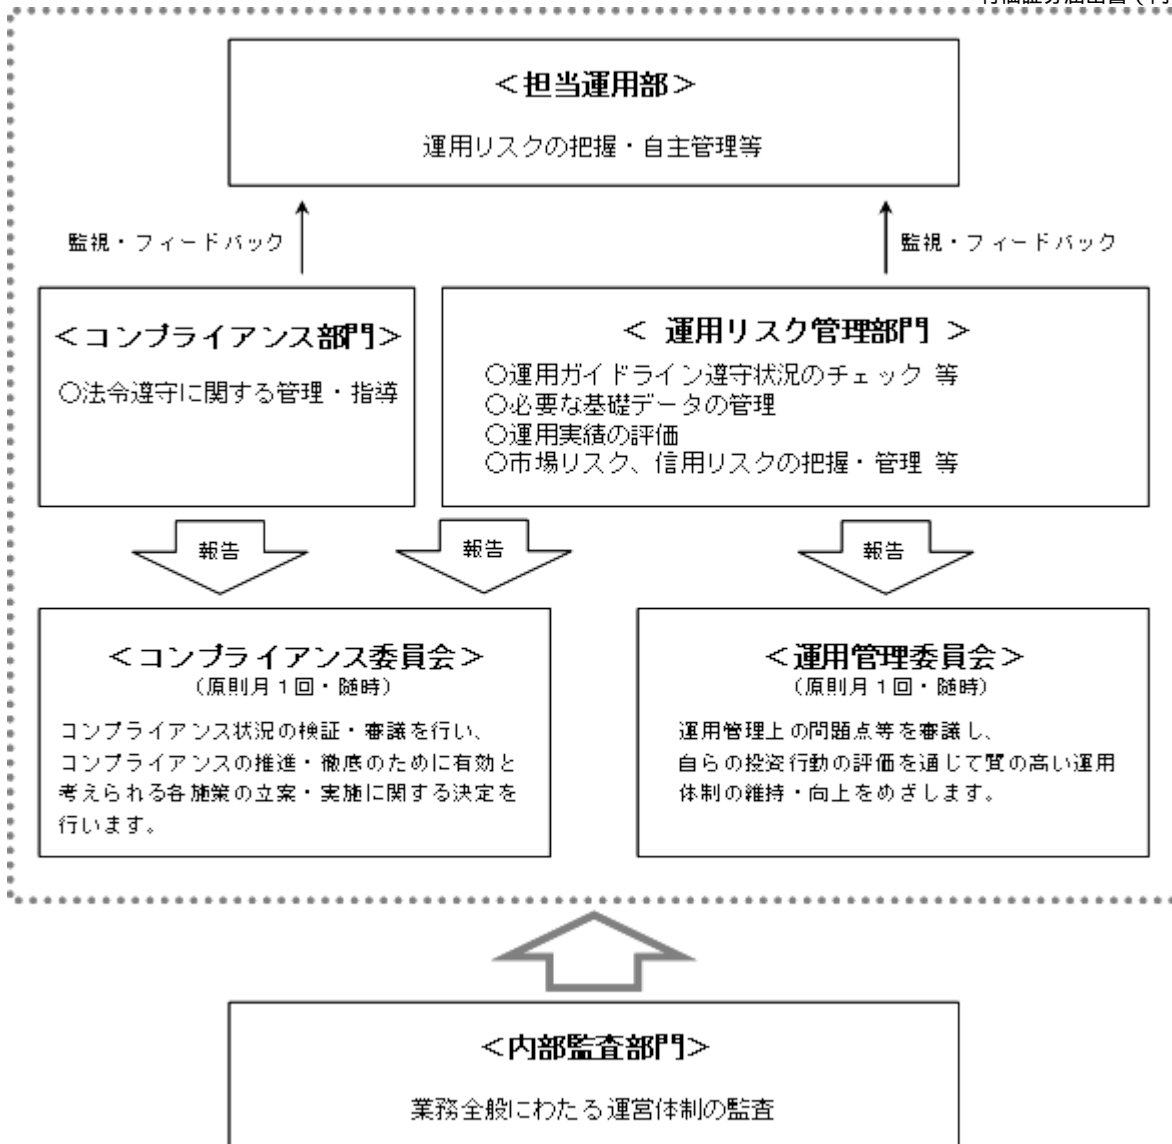 ＜担当運用部＞
運用リスクの把握・自主管理等
監視・フィードバック
監視・フィードバック
＜コンプライアンス部門＞
○法令遵守に関する管理・指導
＜ 運用リスク管理部門 ＞
○運用ガイドライン遵守状況のチェック 等
○必要な基礎データの管理
○運用実績の評価
○市場リスク、信用リスクの把握・管理 等
報告
報告
報告
＜コンプライアンス委員会＞
（原則月１回・随時）
コンプライアンス状況の検証・審議を行い、
コンプライアンスの推進・徹底のために有効と
考えられる各施策の立案・実施に関する決定を
行います。
＜運用管理委員会＞
（原則月１回・随時）
運用管理上の問題点等を審議し、
自らの投資行動の評価を通じて質の高い運用
体制の維持・向上をめざします。
＜内部監査部門＞
業務全般にわたる運営体制の監査